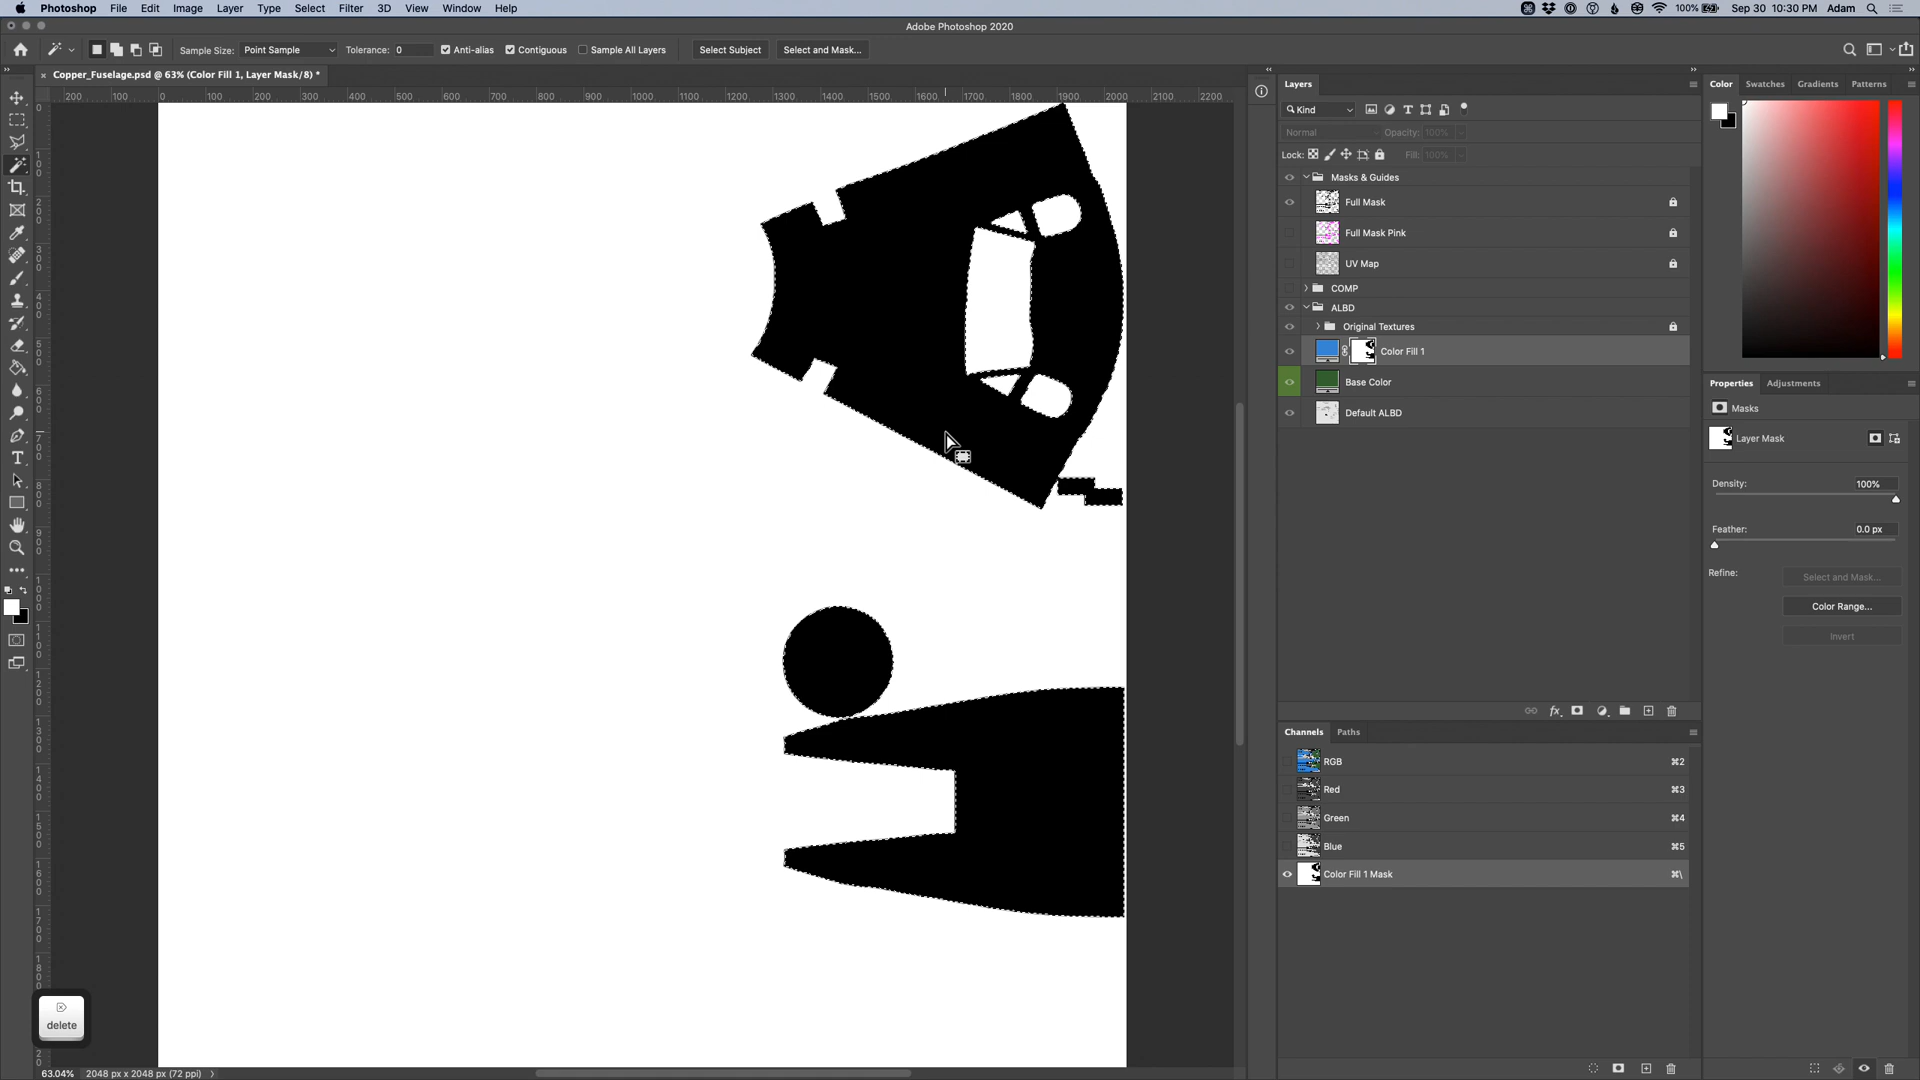 Photoshop File Edit Image Layer Type Select Filter 3D View Window Help 100% Sep 30 10:30 PM Adam
Adobe Photoshop 2020
Sample Size: Point Sample Tolerance: 0 Anti-alias Contiguous Sample All Layers Select Subject Select and Mask...
Copper_Fuselage.psd @ 63% (Color Fill 1, Layer Mask/8) *
200 100 0 100 200 300 400 500 600 700 800 900 1000 1100 1200 1300 1400 1500 1600 1700 1800 1900 2000 2100 2200
Layers
Kind
Normal Opacity: 100%
Lock: Fill: 100%
Masks & Guides
Full Mask
Full Mask Pink
UV Map
COMP
ALBD
Original Textures
Color Fill 1
Base Color
Default ALBD
Channels Paths
RGB ⌘2
Red ⌘3
Green ⌘4
Blue ⌘5
Color Fill 1 Mask ⌘\
Color Swatches Gradients Patterns
Properties Adjustments
Masks
Layer Mask
Density: 100%
Feather: 0.0 px
Refine: Select and Mask...
Color Range...
Invert
delete
63.04% 2048 px x 2048 px (72 ppi)